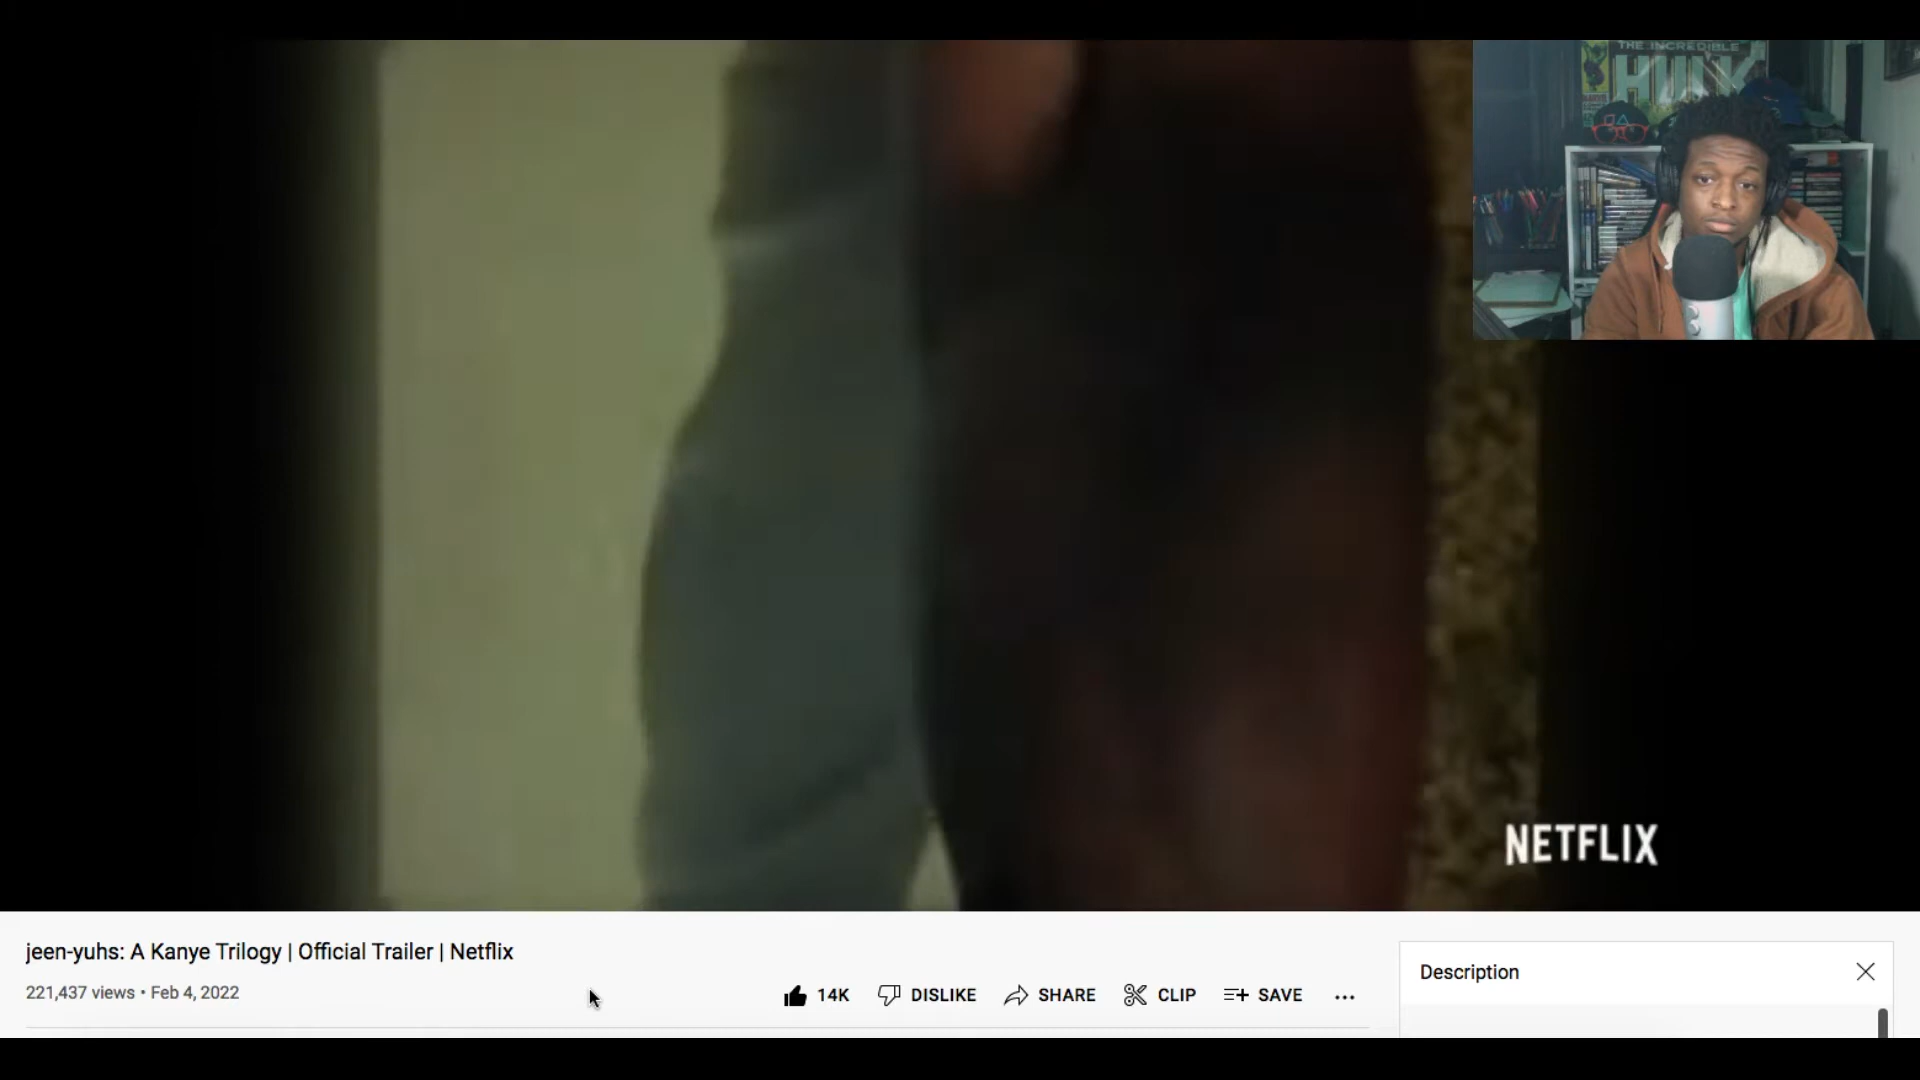 THE INCREDIBLE
HULK
NETFLIX
jeen-yuhs: A Kanye Trilogy | Official Trailer | Netflix
221,437 views • Feb 4, 2022
14K DISLIKE SHARE CLIP SAVE ...
Description